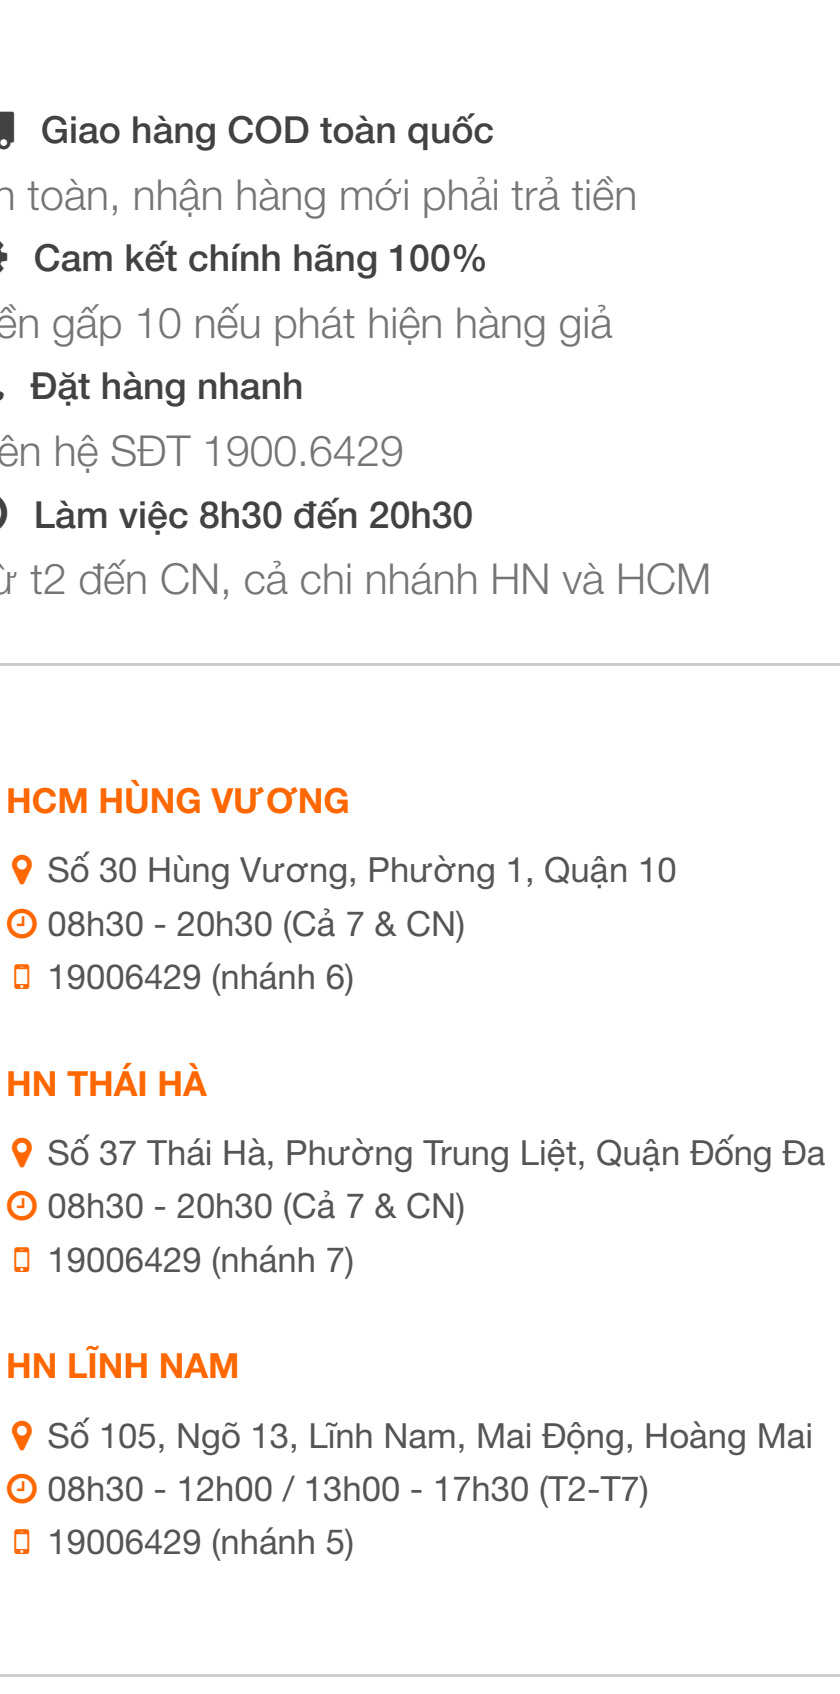 Giao hàng COD toàn quốc
toàn, nhận hàng mới phải trả tiền
Cam kết chính hãng 100%
gấp 10 nếu phát hiện hàng giả
Đặt hàng nhanh
hệ SĐT 1900.6429
Làm việc 8h30 đến 20h30
t2 đến CN, cả chi nhánh HN và HCM
HCM HÙNG VƯƠNG
Số 30 Hùng Vương, Phường 1, Quận 10
08h30 - 20h30 (Cả 7 & CN)
19006429 (nhánh 6)
HN THÁI HÀ
Số 37 Thái Hà, Phường Trung Liệt, Quận Đống Đa
08h30 - 20h30 (Cả 7 & CN)
19006429 (nhánh 7)
HN LĨNH NAM
Số 105, Ngõ 13, Lĩnh Nam, Mai Động, Hoàng Mai
08h30 - 12h00 / 13h00 - 17h30 (T2-T7)
19006429 (nhánh 5)